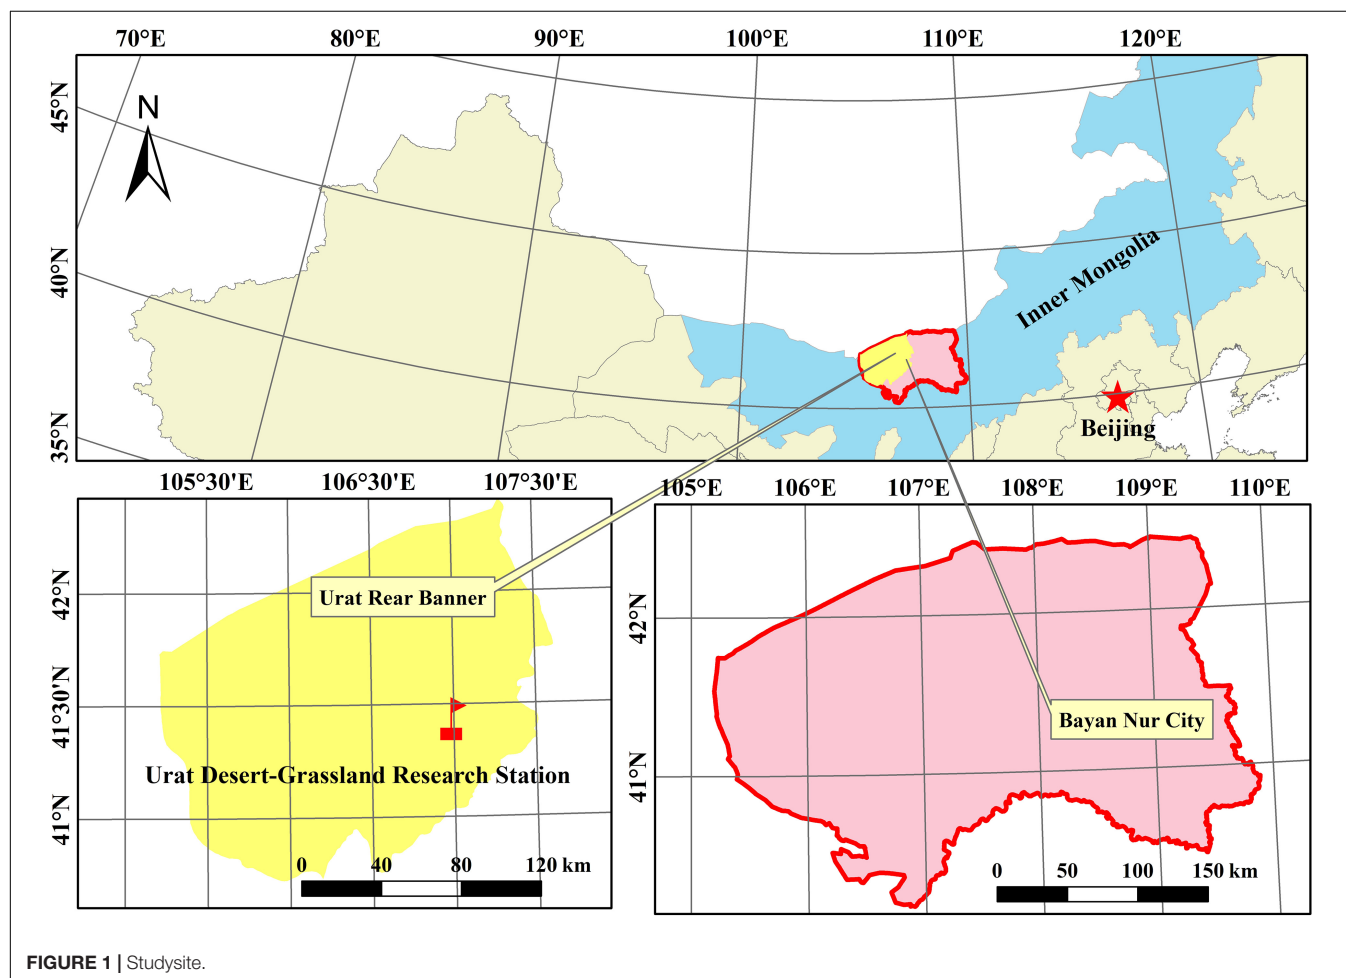 70°E 80°E 90°E 100°E 110°E 120°E
45°N
40°N
35°N
N
Inner Mongolia
Beijing
105°30'E 106°30'E 107°30'E
42°N
41°30'N
41°N
Urat Rear Banner
Urat Desert-Grassland Research Station
0 40 80 120 km
105°E 106°E 107°E 108°E 109°E 110°E
42°N
41°N
Bayan Nur City
0 50 100 150 km
FIGURE 1 | Studysite.